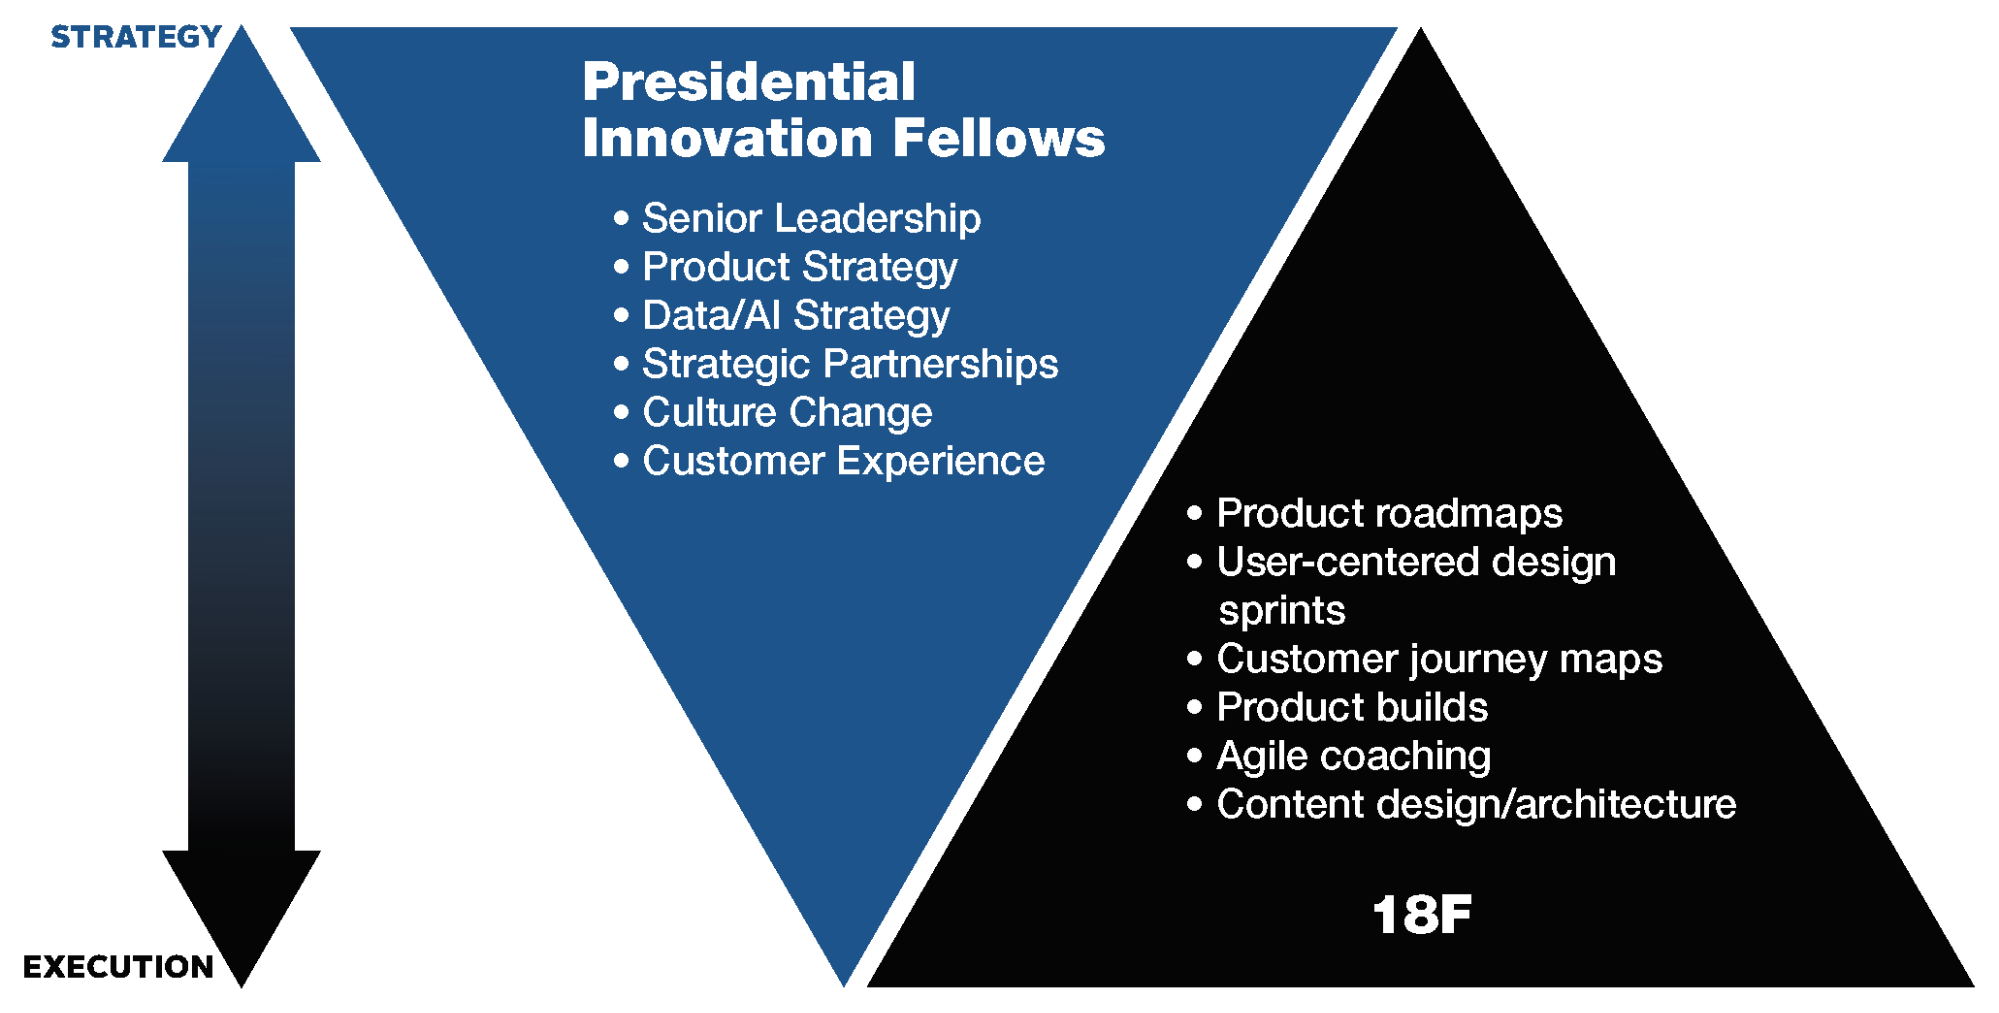 STRATEGY
Presidential
Innovation Fellows
• Senior Leadership
• Product Strategy
• Data/AI Strategy
• Strategic Partnerships
• Culture Change
• Customer Experience
• Product roadmaps
• User-centered design
sprints
• Customer journey maps
• Product builds
• Agile coaching
• Content design/architecture
18F
EXECUTION